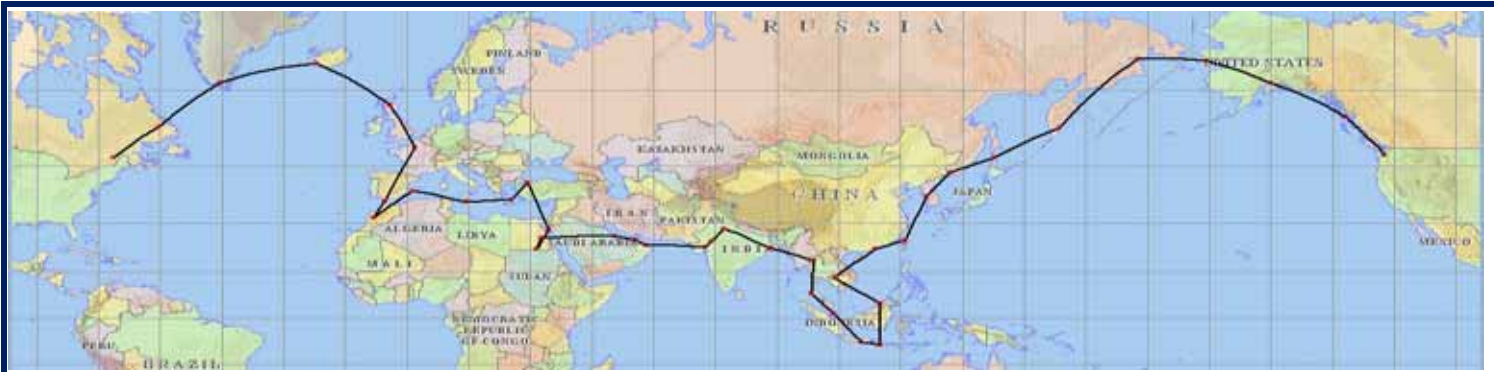 RUSSIA
FINLAND
SWEDEN
UNITED STATES
KAZAKHSTAN
MONGOLIA
CHINA
JAPAN
IRAN
PAKISTAN
ALGERIA
LIBYA
SAUDI ARABIA
INDIA
MEXICO
MALI
SUDAN
DEMOCRATIC
REPUBLIC
OF CONGO
INDONESIA
PERU
BRAZIL